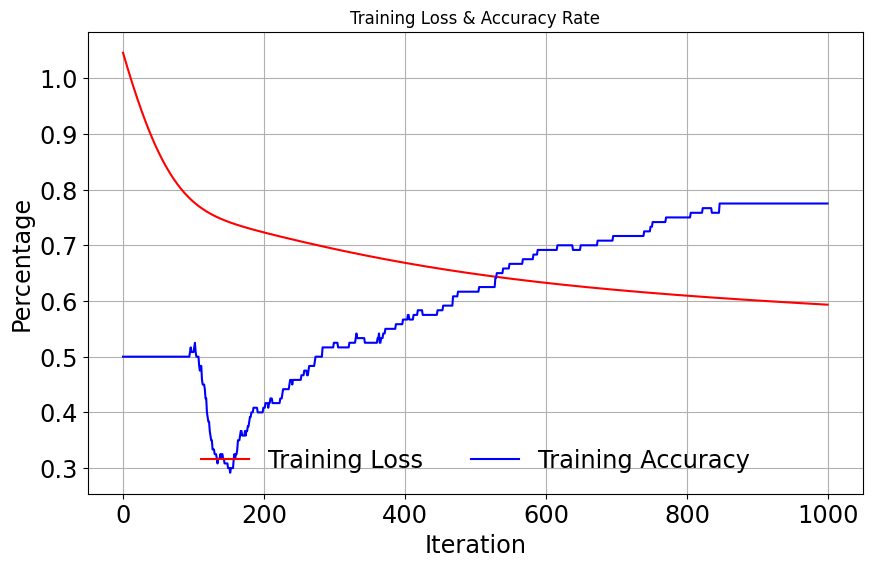 Training Loss & Accuracy Rate
Percentage
1.0
0.9
0.8
0.7
0.6
0.5
0.4
0.3
Training Loss
Training Accuracy
0 200 400 600 800 1000
Iteration